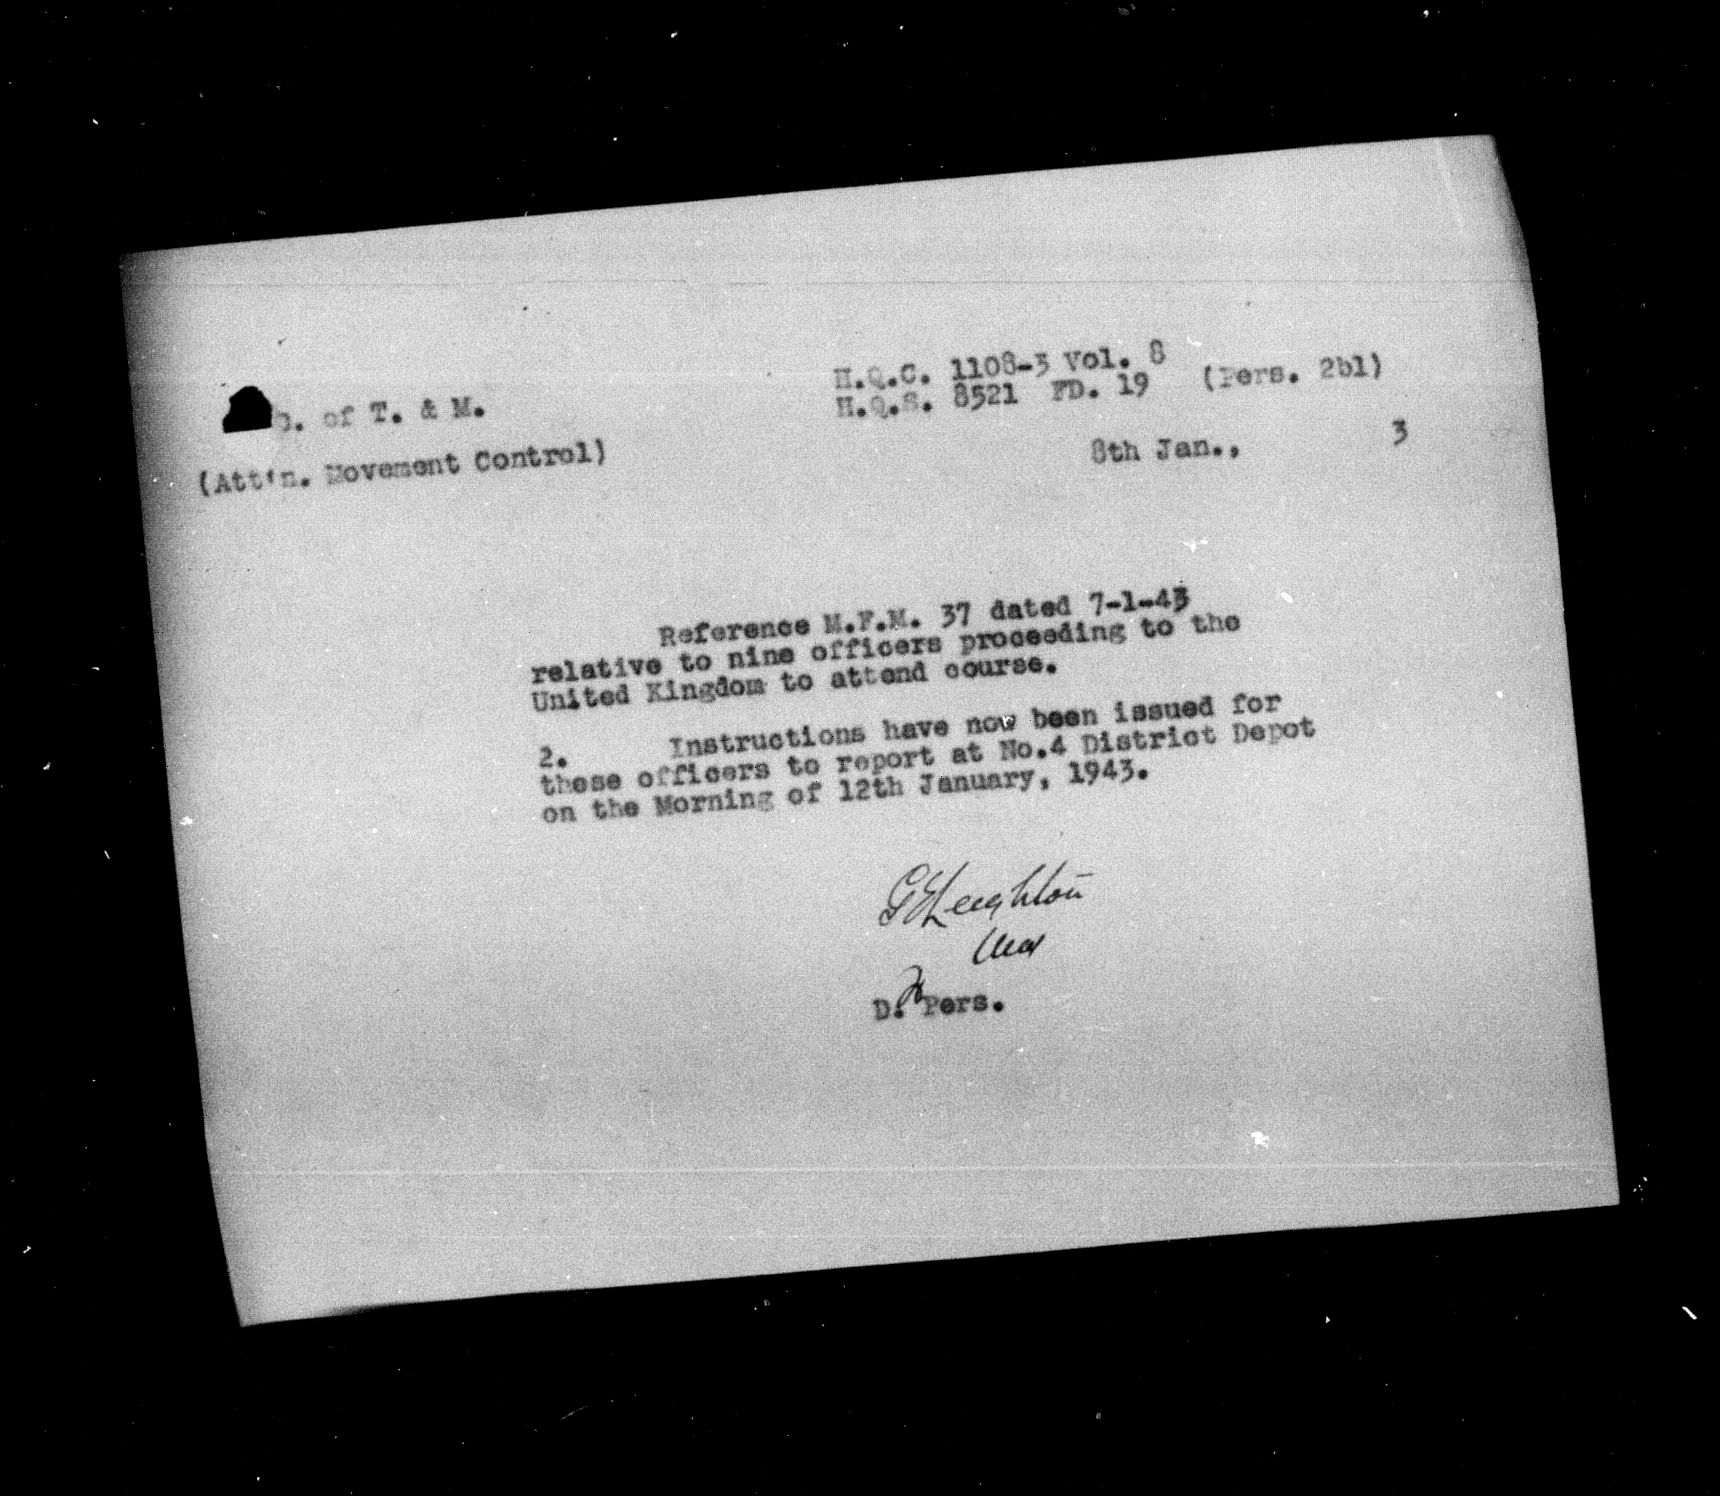 H.Q.C. 1108-3 Vol. 8
H.Q.S. 8521 FD. 19 (Pers. 2b1)
G. of T. & M.
8th Jan., 3
(Att'n. Movement Control)
Reference M.F.M. 37 dated 7-1-43
relative to nine officers proceeding to the
United Kingdom to attend course.
2. Instructions have now been issued for
these officers to report at No.4 District Depot
on the Morning of 12th January, 1943.
GELeighton
D. Pers.